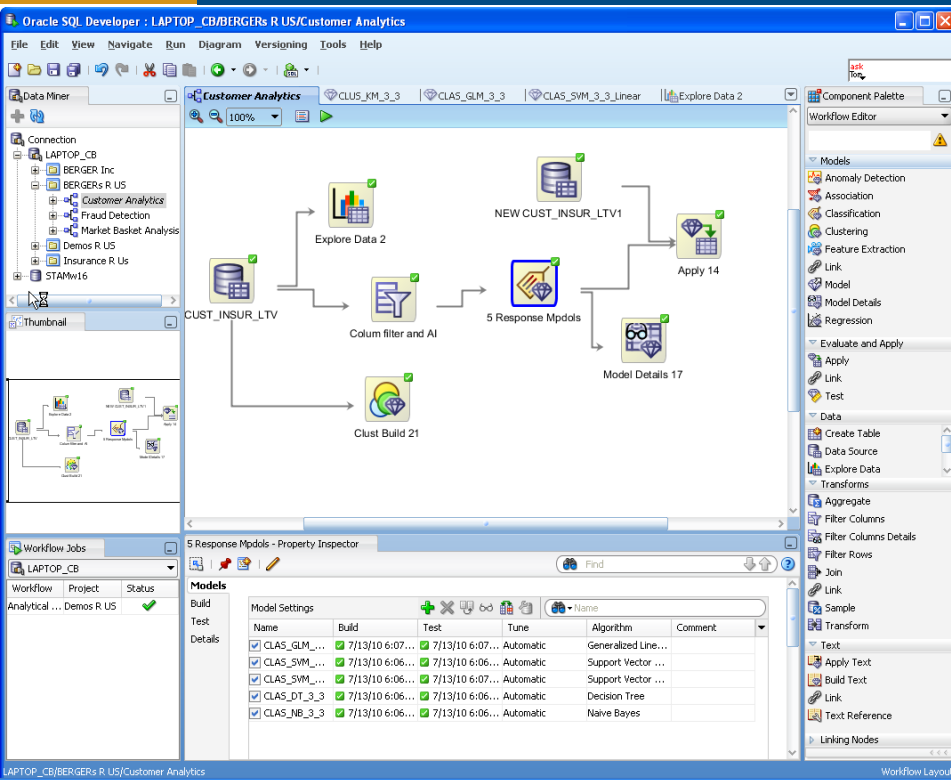 Oracle SQL Developer : LAPTOP_CB/BERGERs R US/Customer Analytics
File Edit View Navigate Run Diagram Versioning Tools Help
ask
Tom
Data Miner
Connection
LAPTOP_CB
BERGER Inc
BERGERs R US
Customer Analytics
Fraud Detection
Market Basket Analysis
Demos R US
Insurance R Us
STAMw16
Thumbnail
Workflow Jobs
LAPTOP_CB
Workflow Project Status
Analytical ... Demos R US
Customer Analytics CLUS_KM_3_3 CLAS_GLM_3_3 CLAS_SVM_3_3_Linear Explore Data 2
100%
NEW CUST_INSUR_LTV1
Explore Data 2
Apply 14
CUST_INSUR_LTV
Colum filter and AI
5 Response Mpdols
Model Details 17
Clust Build 21
5 Response Mpdols - Property Inspector
Find
Models
Build
Test
Details
Model Settings
Name
Name Build Test Tune Algorithm Comment
CLAS_GLM_... 7/13/10 6:07... 7/13/10 6:07... Automatic Generalized Line...
CLAS_SVM_... 7/13/10 6:06... 7/13/10 6:06... Automatic Support Vector ...
CLAS_SVM_... 7/13/10 6:06... 7/13/10 6:07... Automatic Support Vector ...
CLAS_DT_3_3 7/13/10 6:06... 7/13/10 6:06... Automatic Decision Tree
CLAS_NB_3_3 7/13/10 6:06... 7/13/10 6:06... Automatic Naive Bayes
Component Palette
Workflow Editor
Models
Anomaly Detection
Association
Classification
Clustering
Feature Extraction
Link
Model
Model Details
Regression
Evaluate and Apply
Apply
Link
Test
Data
Create Table
Data Source
Explore Data
Transforms
Aggregate
Filter Columns
Filter Columns Details
Filter Rows
Join
Link
Sample
Transform
Text
Apply Text
Build Text
Link
Text Reference
Linking Nodes
LAPTOP_CB/BERGERs R US/Customer Analytics
Workflow Layout